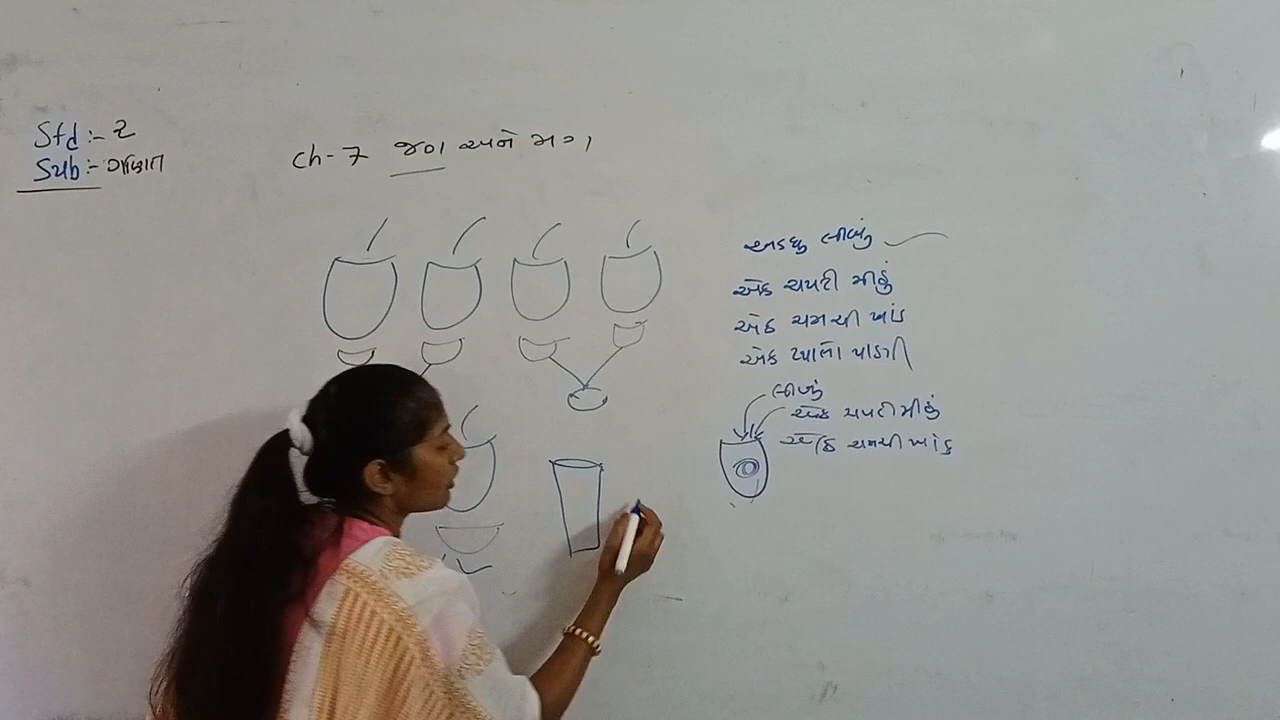 Std :- 2
Sub :- ગણિત
Ch - 7 જગ અને મગ
અડધુ લીંબું
એક ચપટી મીઠું
એક ચમચી ખાંડ
એક પ્યાલો પાણી
લીંબું
એક ચપટી મીઠું
એક ચમચી ખાંડ